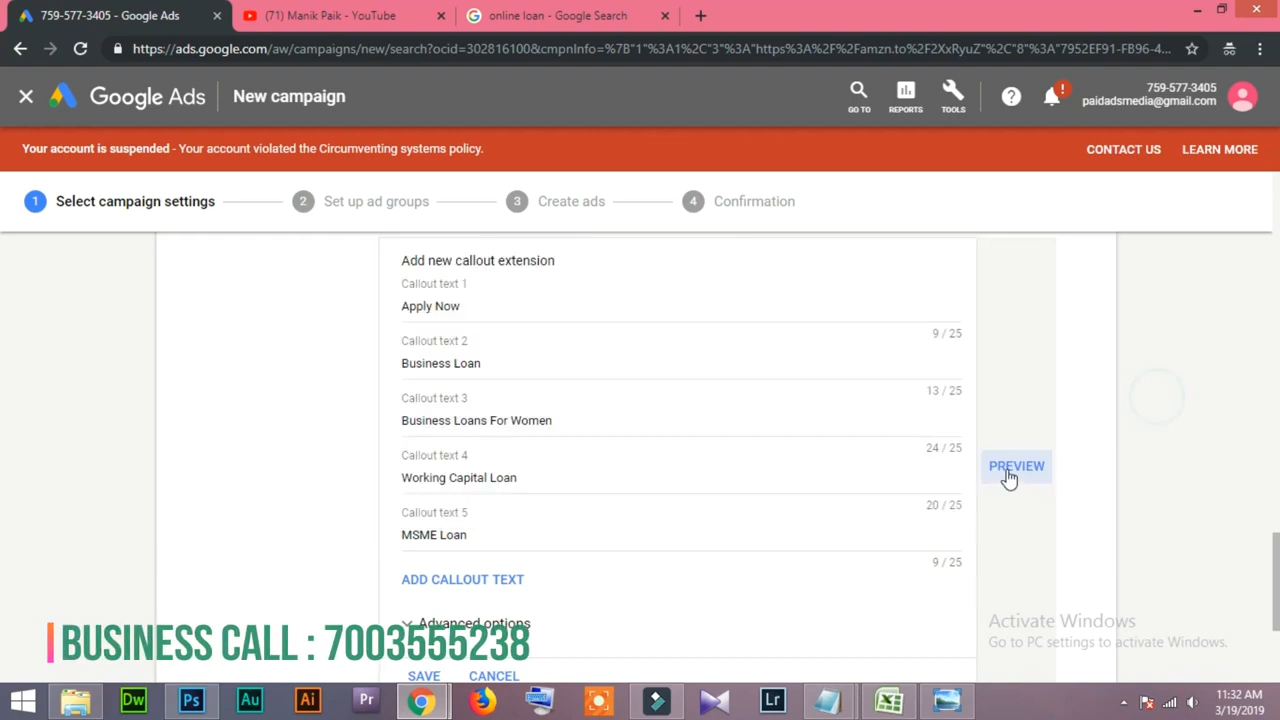 759-577-3405 - Google Ads
(71) Manik Paik - YouTube
online loan - Google Search
https://ads.google.com/aw/campaigns/new/search?ocid=302816100&cmpnInfo=%7B"1"%3A1%2C"3"%3A"https%3A%2F%2Famzn.to%2F2XxRyuZ"%2C"8"%3A"7952EF91-FB96-4...
Google Ads
New campaign
GO TO
REPORTS
TOOLS
759-577-3405
paidadsmedia@gmail.com
Your account is suspended - Your account violated the Circumventing systems policy.
CONTACT US
LEARN MORE
1 Select campaign settings
2 Set up ad groups
3 Create ads
4 Confirmation
Add new callout extension
Callout text 1
Apply Now
9 / 25
Callout text 2
Business Loan
13 / 25
Callout text 3
Business Loans For Women
24 / 25
Callout text 4
Working Capital Loan
20 / 25
Callout text 5
MSME Loan
9 / 25
PREVIEW
ADD CALLOUT TEXT
Advanced options
SAVE
CANCEL
BUSINESS CALL : 7003555238
Activate Windows
Go to PC settings to activate Windows.
Dw
Ps
Au
Ai
Pr
Lr
11:32 AM
3/19/2019